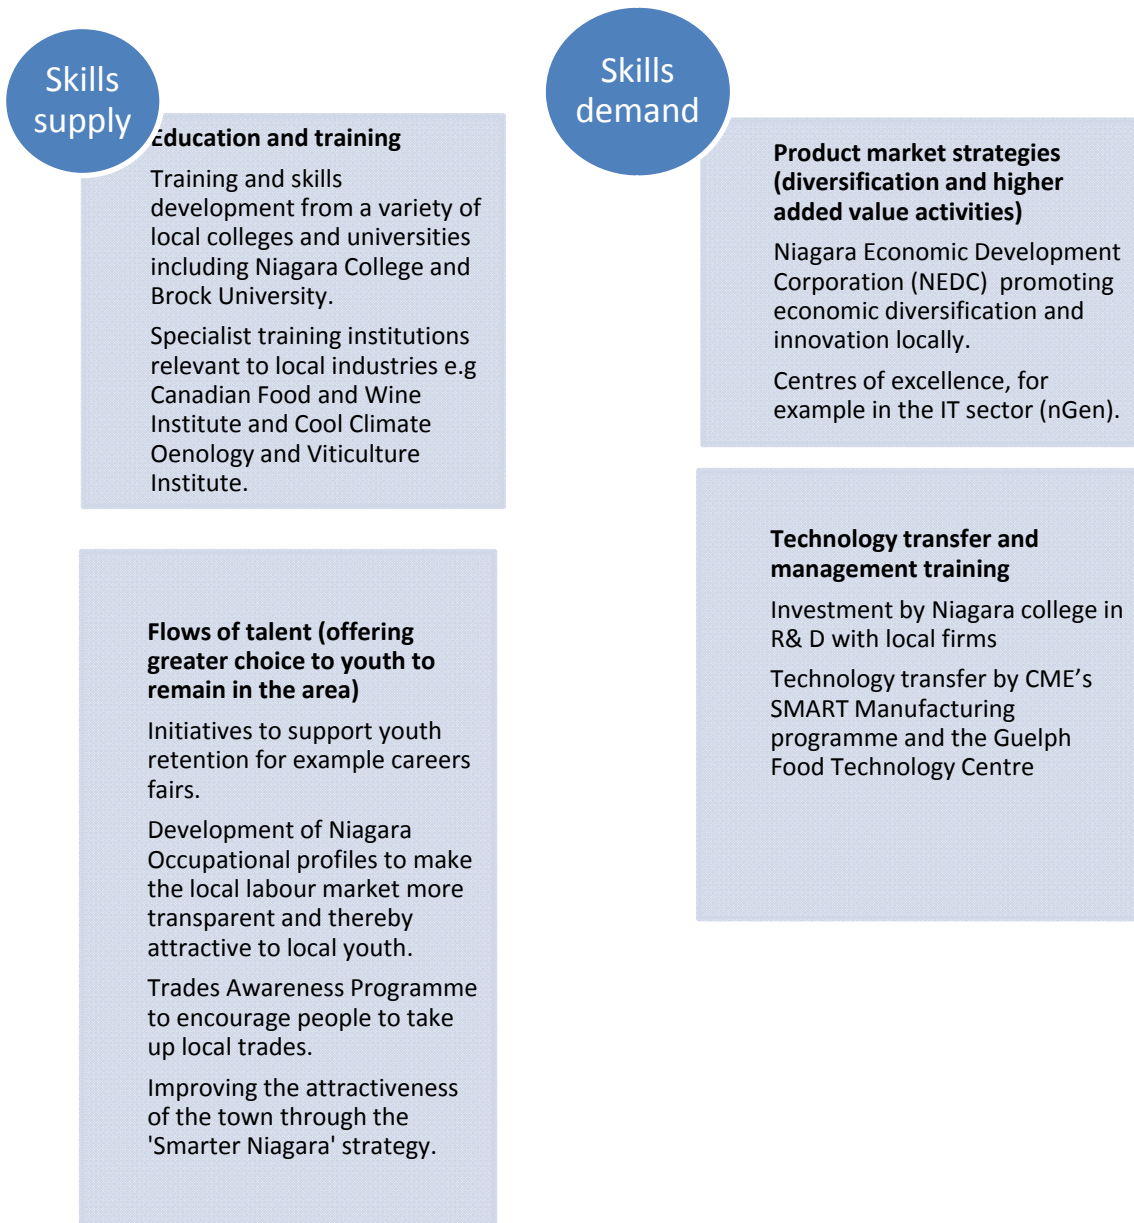 Skills
supply
Education and training
Training and skills
development from a variety of
local colleges and universities
including Niagara College and
Brock University.
Specialist training institutions
relevant to local industries e.g
Canadian Food and Wine
Institute and Cool Climate
Oenology and Viticulture
Institute.
Flows of talent (offering
greater choice to youth to
remain in the area)
Initiatives to support youth
retention for example careers
fairs.
Development of Niagara
Occupational profiles to make
the local labour market more
transparent and thereby
attractive to local youth.
Trades Awareness Programme
to encourage people to take
up local trades.
Improving the attractiveness
of the town through the
'Smarter Niagara' strategy.
Skills
demand
Product market strategies
(diversification and higher
added value activities)
Niagara Economic Development
Corporation (NEDC)  promoting
economic diversification and
innovation locally.
Centres of excellence, for
example in the IT sector (nGen).
Technology transfer and
management training
Investment by Niagara college in
R& D with local firms
Technology transfer by CME’s
SMART Manufacturing
programme and the Guelph
Food Technology Centre